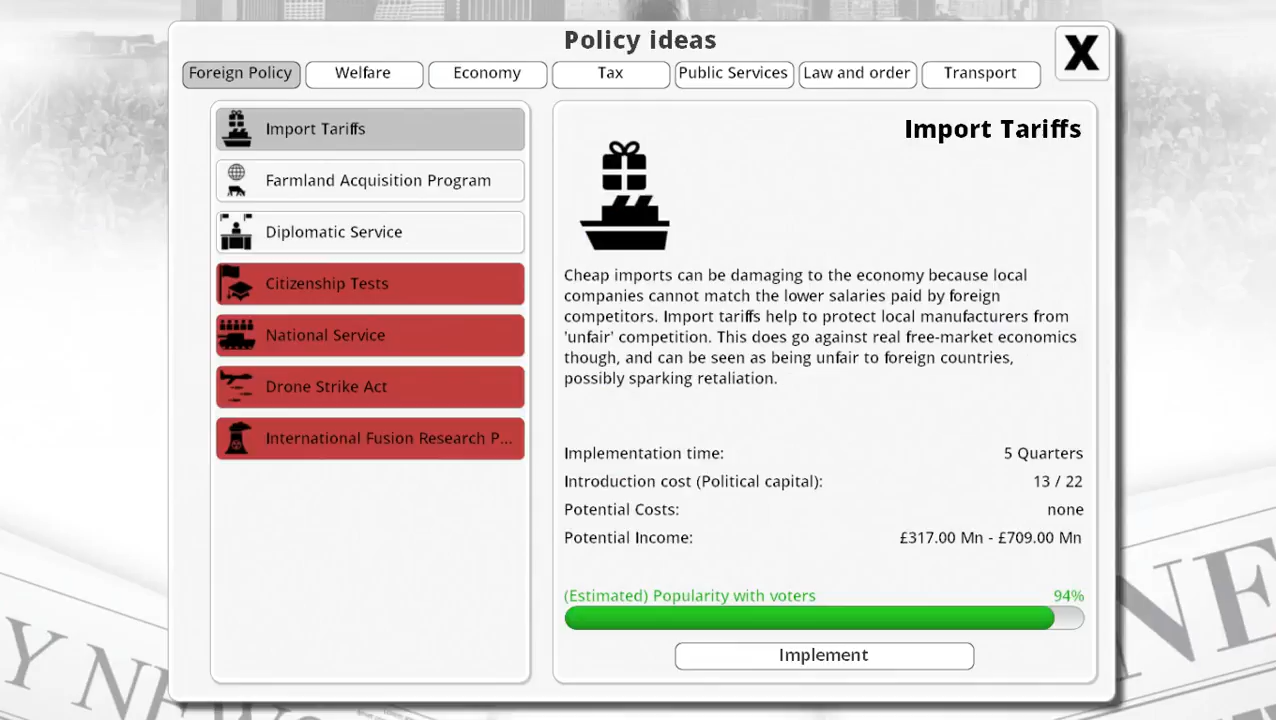 Policy ideas
X
Foreign Policy
Welfare
Economy
Tax
Public Services
Law and order
Transport
Import Tariffs
Farmland Acquisition Program
Diplomatic Service
Citizenship Tests
National Service
Drone Strike Act
International Fusion Research P...
Import Tariffs
Cheap imports can be damaging to the economy because local
companies cannot match the lower salaries paid by foreign
competitors. Import tariffs help to protect local manufacturers from
'unfair' competition. This does go against real free-market economics
though, and can be seen as being unfair to foreign countries,
possibly sparking retaliation.
Implementation time: 5 Quarters
Introduction cost (Political capital): 13 / 22
Potential Costs: none
Potential Income: £317.00 Mn - £709.00 Mn
(Estimated) Popularity with voters 94%
Implement